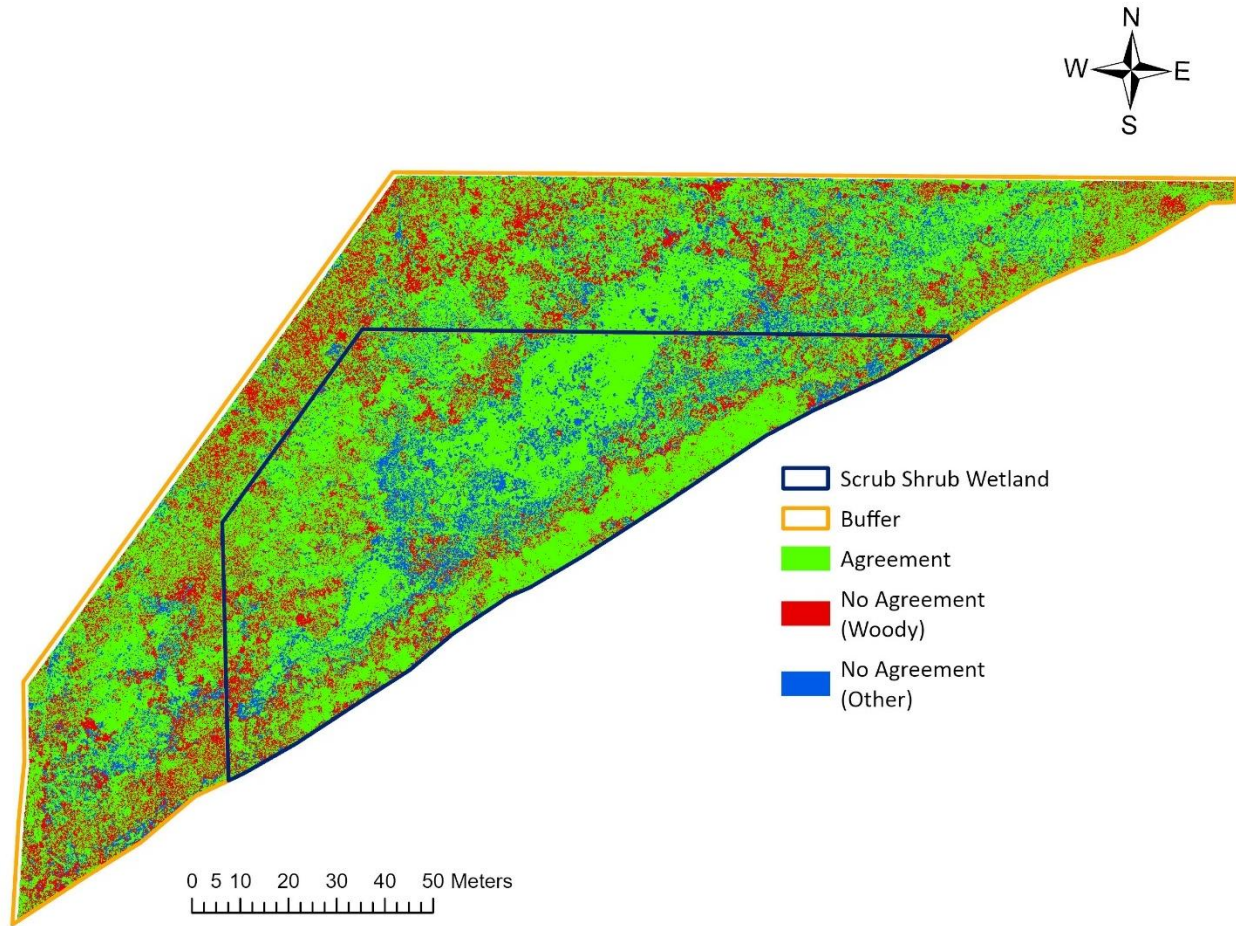 N
W E
S
Scrub Shrub Wetland
Buffer
Agreement
No Agreement
(Woody)
No Agreement
(Other)
0 5 10 20 30 40 50 Meters